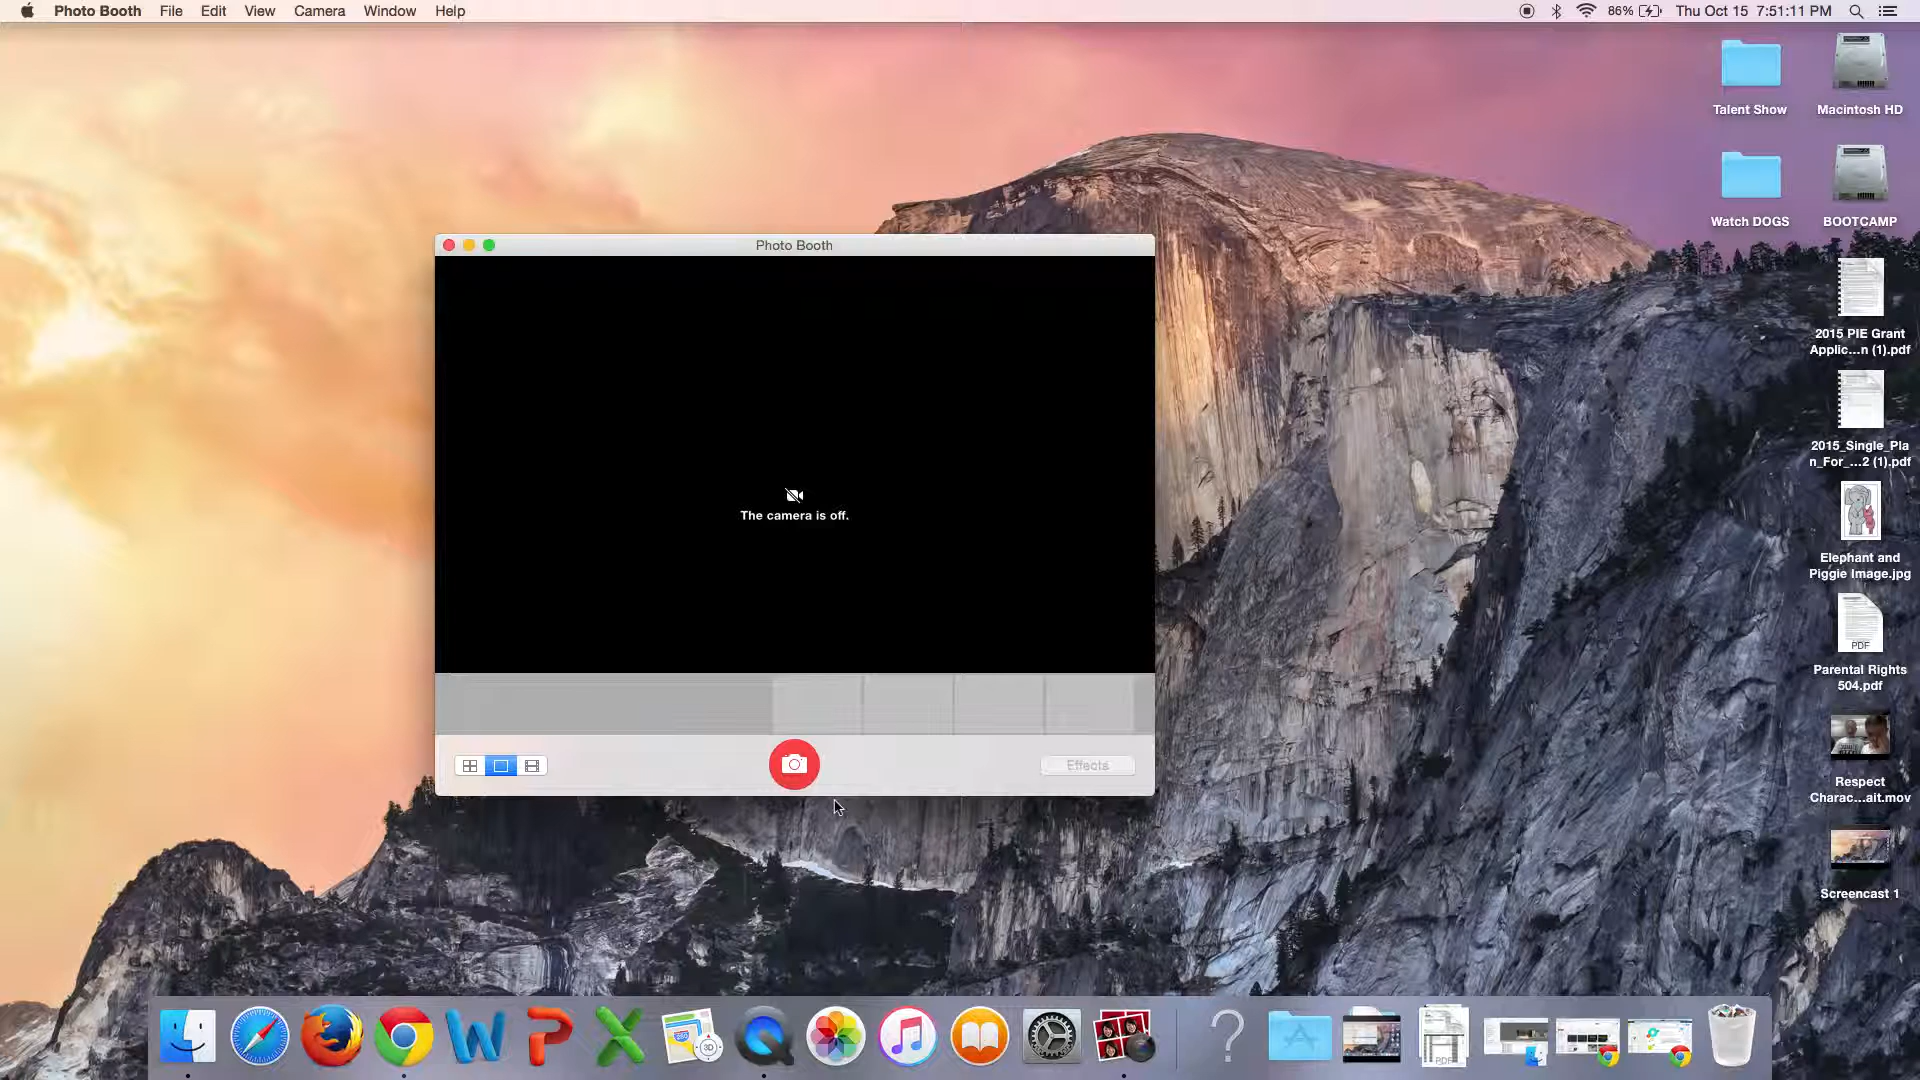 Photo Booth File Edit View Camera Window Help
86% Thu Oct 15 7:51:11 PM
Talent Show
Macintosh HD
Watch DOGS
BOOTCAMP
2015 PIE Grant
Applic...n (1).pdf
2015_Single_Pla
n_For_...2 (1).pdf
Elephant and
Piggie Image.jpg
PDF
Parental Rights
504.pdf
Respect
Charac...ait.mov
Screencast 1
Photo Booth
The camera is off.
Effects
3D
PDF